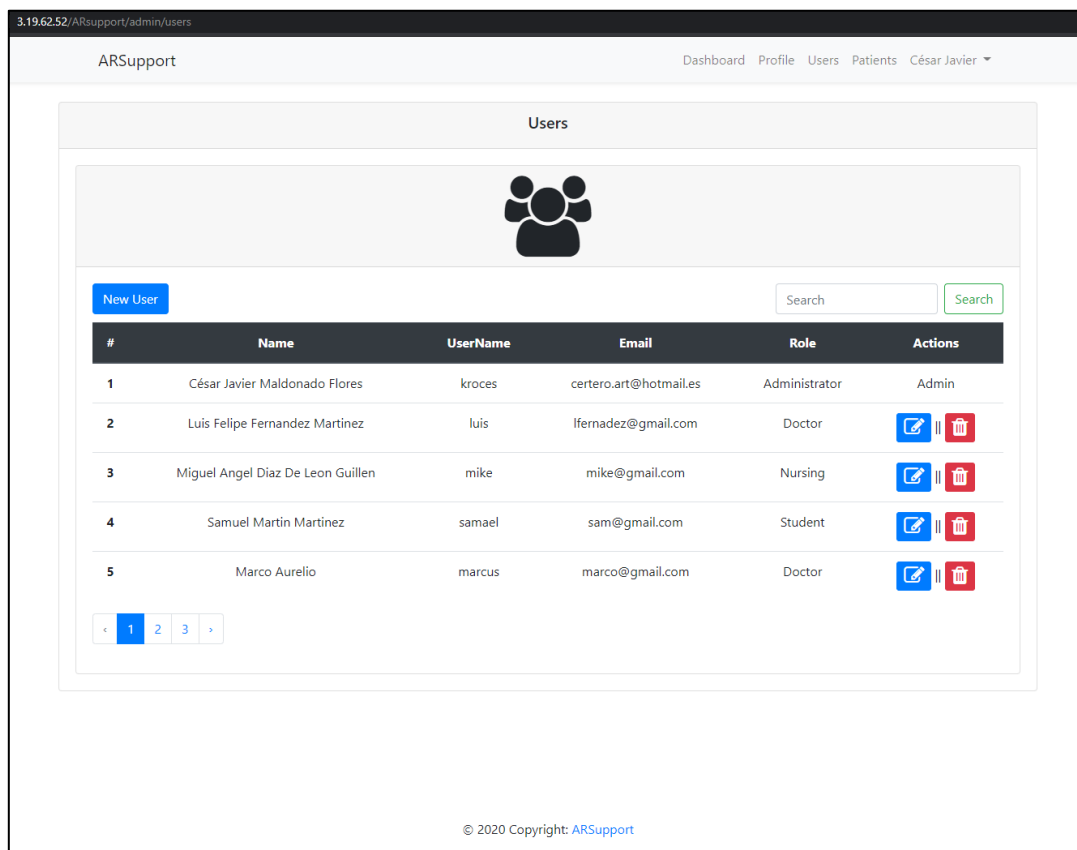 3.19.62.52/ARsupport/admin/users
ARSupport Dashboard Profile Users Patients César Javier
Users
New User Search Search
# Name UserName Email Role Actions
1 César Javier Maldonado Flores kroces certero.art@hotmail.es Administrator Admin
2 Luis Felipe Fernandez Martinez luis lfernadez@gmail.com Doctor ||
3 Miguel Angel Diaz De Leon Guillen mike mike@gmail.com Nursing ||
4 Samuel Martin Martinez samael sam@gmail.com Student ||
5 Marco Aurelio marcus marco@gmail.com Doctor ||
‹ 1 2 3 ›
© 2020 Copyright: ARSupport